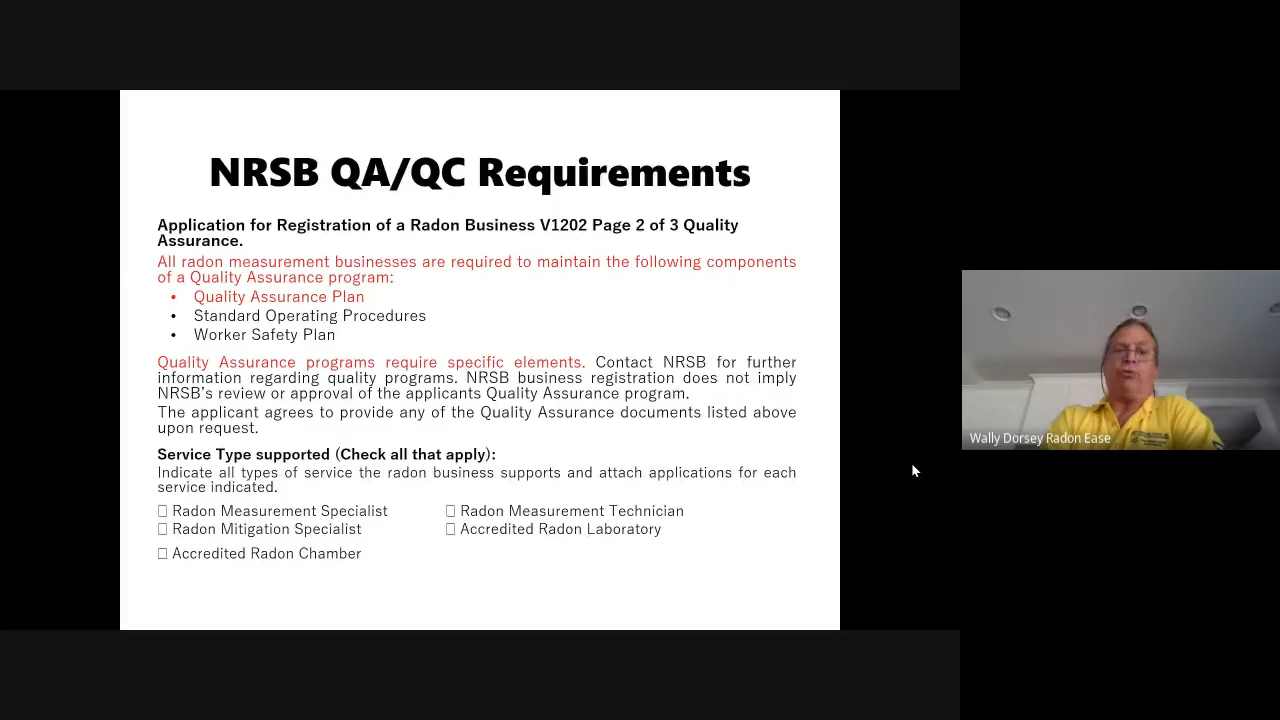 NRSB QA/QC Requirements
Application for Registration of a Radon Business V1202 Page 2 of 3 Quality
Assurance.
All radon measurement businesses are required to maintain the following components
of a Quality Assurance program:
• Quality Assurance Plan
• Standard Operating Procedures
• Worker Safety Plan
Quality Assurance programs require specific elements. Contact NRSB for further
information regarding quality programs. NRSB business registration does not imply
NRSB's review or approval of the applicants Quality Assurance program.
The applicant agrees to provide any of the Quality Assurance documents listed above
upon request.
Service Type supported (Check all that apply):
Indicate all types of service the radon business supports and attach applications for each
service indicated.
☐ Radon Measurement Specialist ☐ Radon Measurement Technician
☐ Radon Mitigation Specialist ☐ Accredited Radon Laboratory
☐ Accredited Radon Chamber
Wally Dorsey Radon Ease